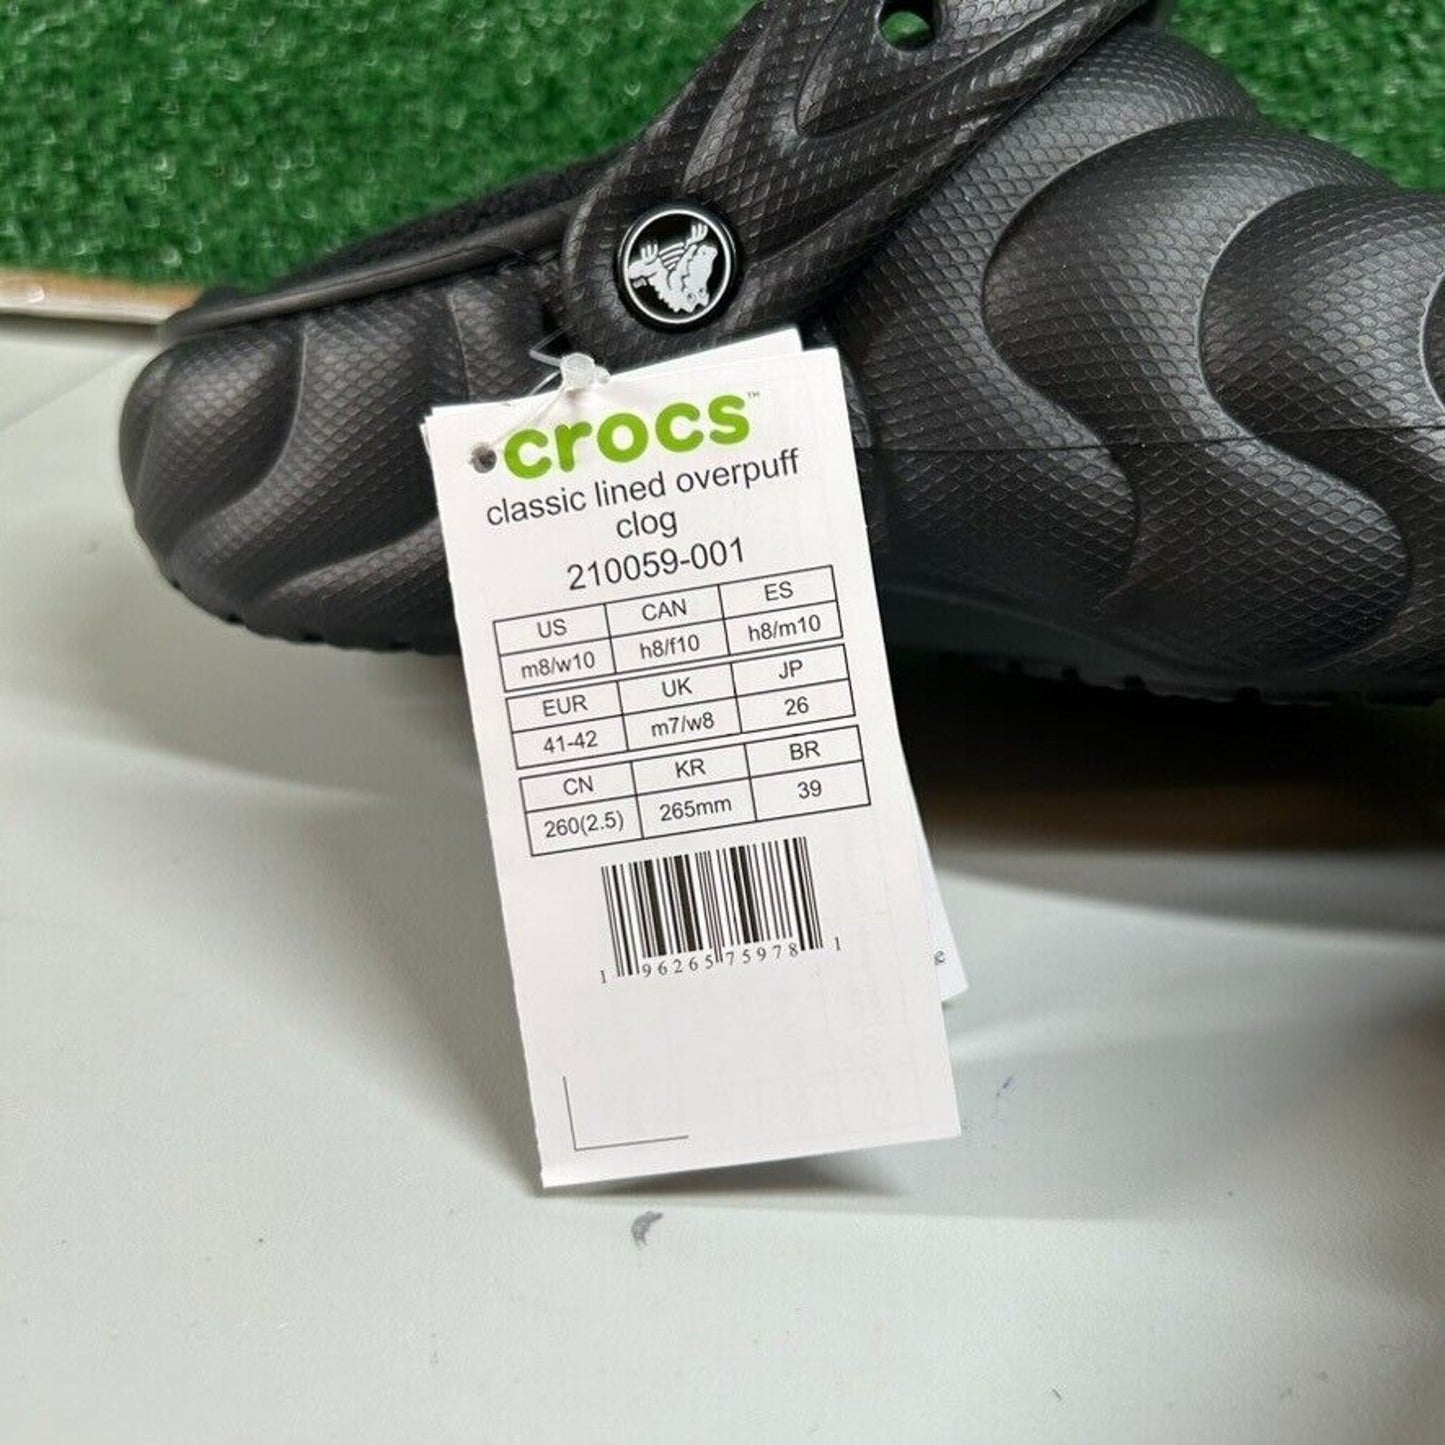 crocs™
classic lined overpuff
clog
210059-001
US CAN ES
m8/w10 h8/f10 h8/m10
EUR UK JP
41-42 m7/w8 26
CN KR BR
260(2.5) 265mm 39
1 96265 75978 1